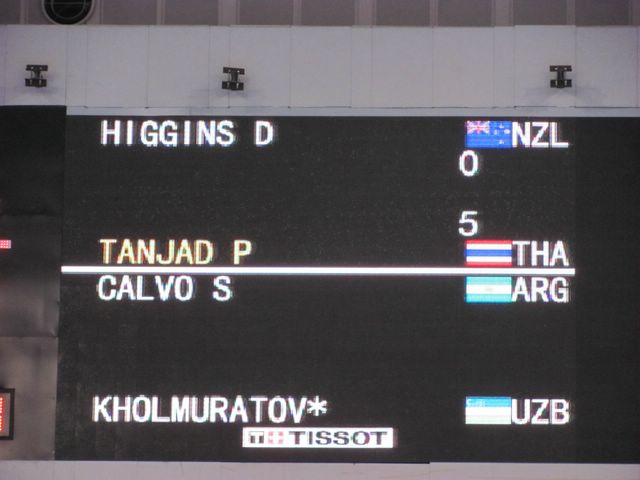 HIGGINS D NZL
0
5
TANJAD P THA
CALVO S ARG
KHOLMURATOV* UZB
T+ TISSOT